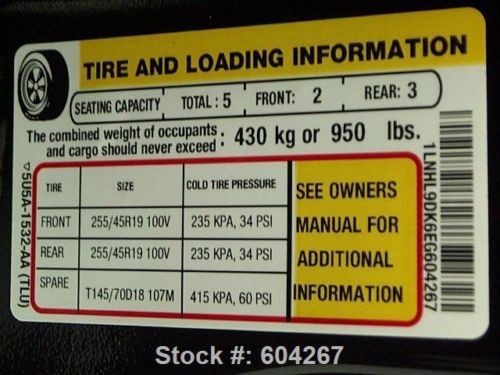 TIRE AND LOADING INFORMATION
SEATING CAPACITY TOTAL : 5 FRONT: 2 REAR: 3
The combined weight of occupants
and cargo should never exceed : 430 kg or 950 lbs.
TIRE SIZE COLD TIRE PRESSURE
FRONT 255/45R19 100V 235 KPA, 34 PSI
REAR 255/45R19 100V 235 KPA, 34 PSI
SPARE T145/70D18 107M 415 KPA, 60 PSI
SEE OWNERS
MANUAL FOR
ADDITIONAL
INFORMATION
▽5U5A-1532-AA (TLU)
1LNHL9DK6EG604267
Stock #: 604267